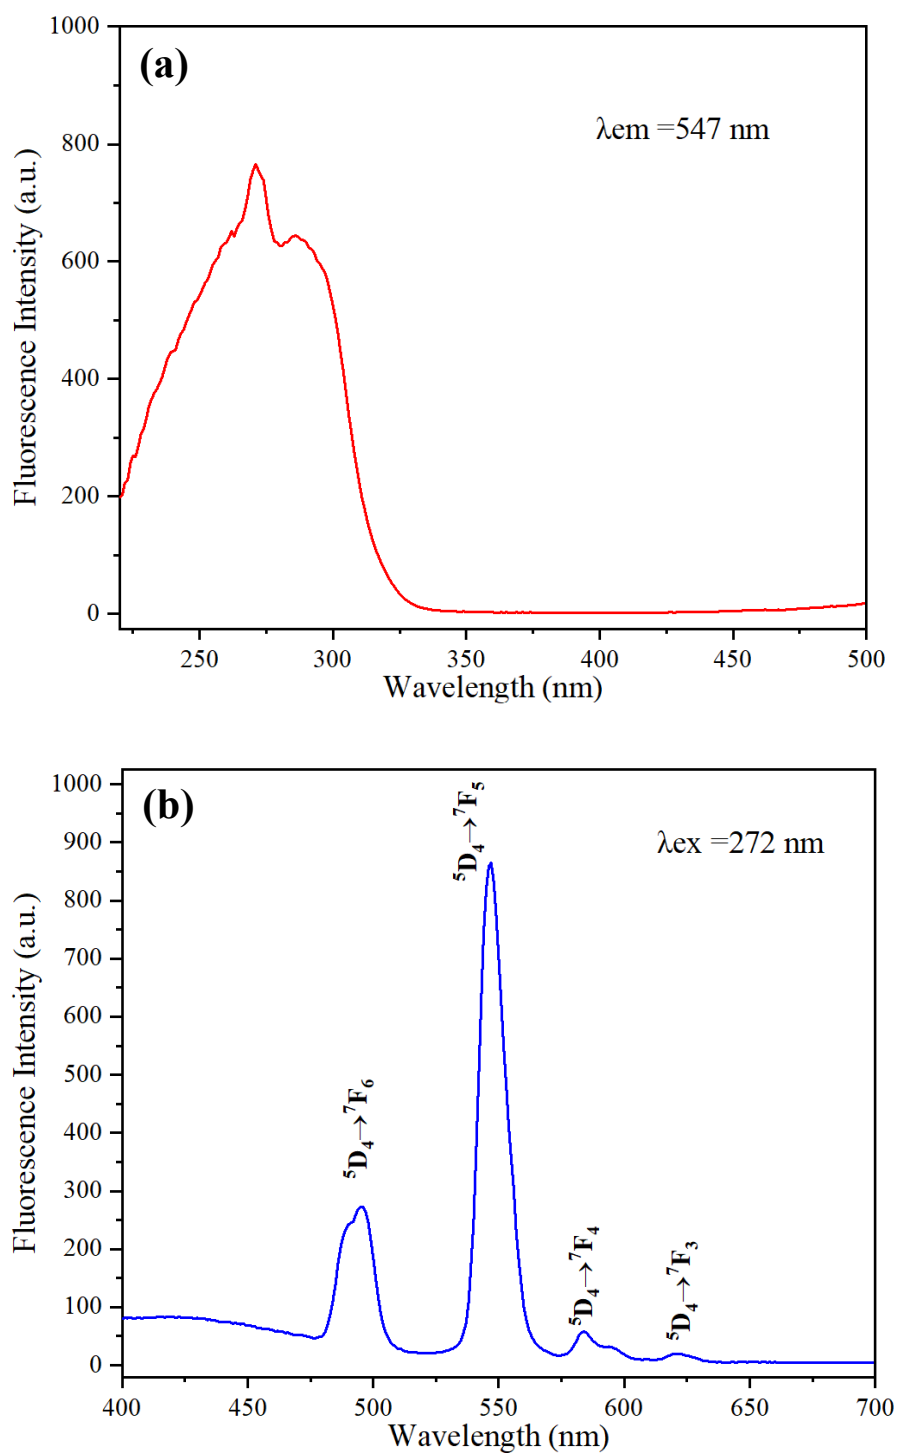 (a)
λem =547 nm
Fluorescence Intensity (a.u.)
1000
800
600
400
200
0
250 300 350 400 450 500
Wavelength (nm)
(b)
λex =272 nm
Fluorescence Intensity (a.u.)
1000
900
800
700
600
500
400
300
200
100
0
⁵D₄→⁷F₆
⁵D₄→⁷F₅
⁵D₄→⁷F₄
⁵D₄→⁷F₃
400 450 500 550 600 650 700
Wavelength (nm)